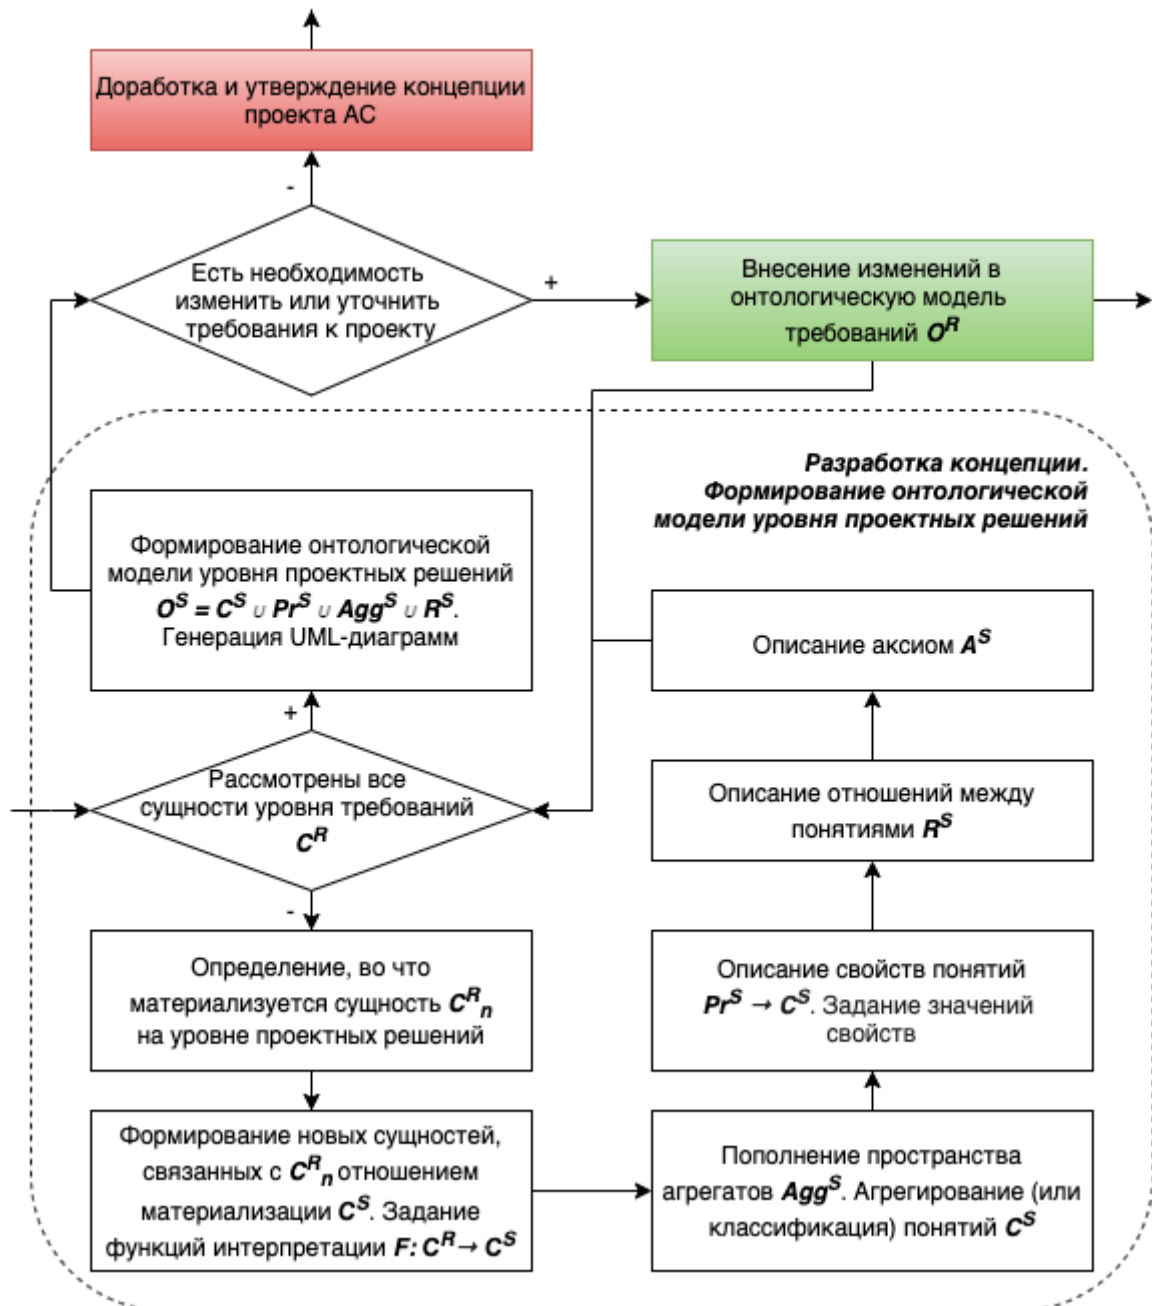 Доработка и утверждение концепции
проекта АС
-
Есть необходимость
изменить или уточнить
требования к проекту
+
Внесение изменений в
онтологическую модель
требований O^R
Разработка концепции.
Формирование онтологической
модели уровня проектных решений
Формирование онтологической
модели уровня проектных решений
O^S = C^S ∪ Pr^S ∪ Agg^S ∪ R^S.
Генерация UML-диаграмм
Описание аксиом A^S
+
Рассмотрены все
сущности уровня требований
C^R
-
Описание отношений между
понятиями R^S
Определение, во что
материализуется сущность C^R_n
на уровне проектных решений
Описание свойств понятий
Pr^S → C^S. Задание значений
свойств
Формирование новых сущностей,
связанных с C^R_n отношением
материализации C^S. Задание
функций интерпретации F: C^R → C^S
Пополнение пространства
агрегатов Agg^S. Агрегирование (или
классификация) понятий C^S